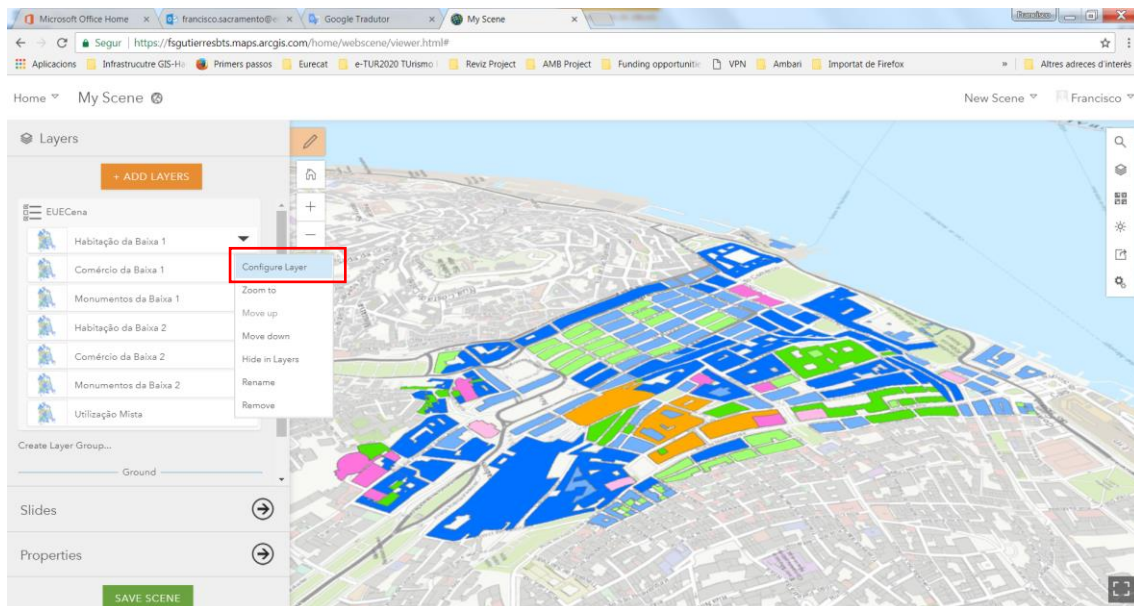 Microsoft Office Home
francisco.sacramento@
Google Tradutor
My Scene
Francisco
Segur
https://fsgutierresbts.maps.arcgis.com/home/webscene/viewer.html#
Aplicacions
Infrastrucutre GIS-Ha
Primers passos
Eurecat
e-TUR2020 TUrismo
Reviz Project
AMB Project
Funding opportunitie
VPN
Ambari
Importat de Firefox
»
Altres adreces d'interès
Home
My Scene
New Scene
Francisco
Layers
+ ADD LAYERS
EUECena
Habitação da Baixa 1
Comércio da Baixa 1
Monumentos da Baixa 1
Habitação da Baixa 2
Comércio da Baixa 2
Monumentos da Baixa 2
Utilização Mista
Configure Layer
Zoom to
Move up
Move down
Hide in Layers
Rename
Remove
Create Layer Group...
Ground
Slides
Properties
SAVE SCENE